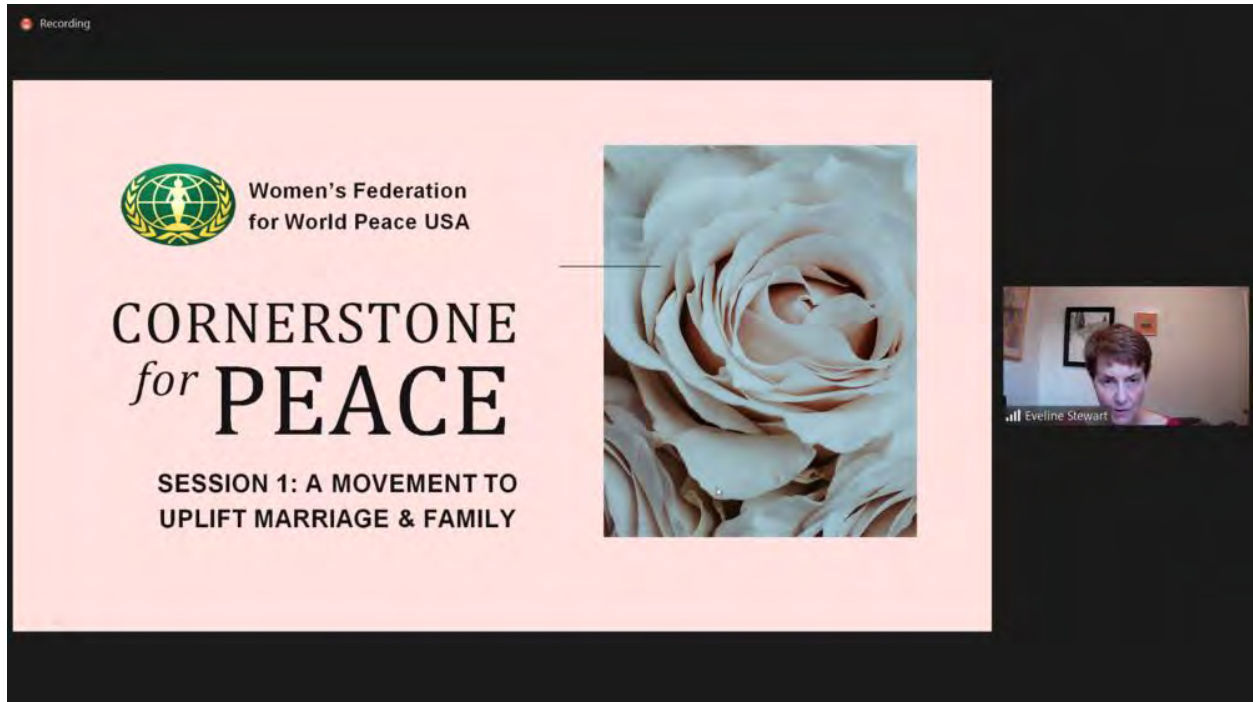 Recording
Women's Federation
for World Peace USA
CORNERSTONE
for PEACE
SESSION 1: A MOVEMENT TO
UPLIFT MARRIAGE & FAMILY
Eveline Stewart